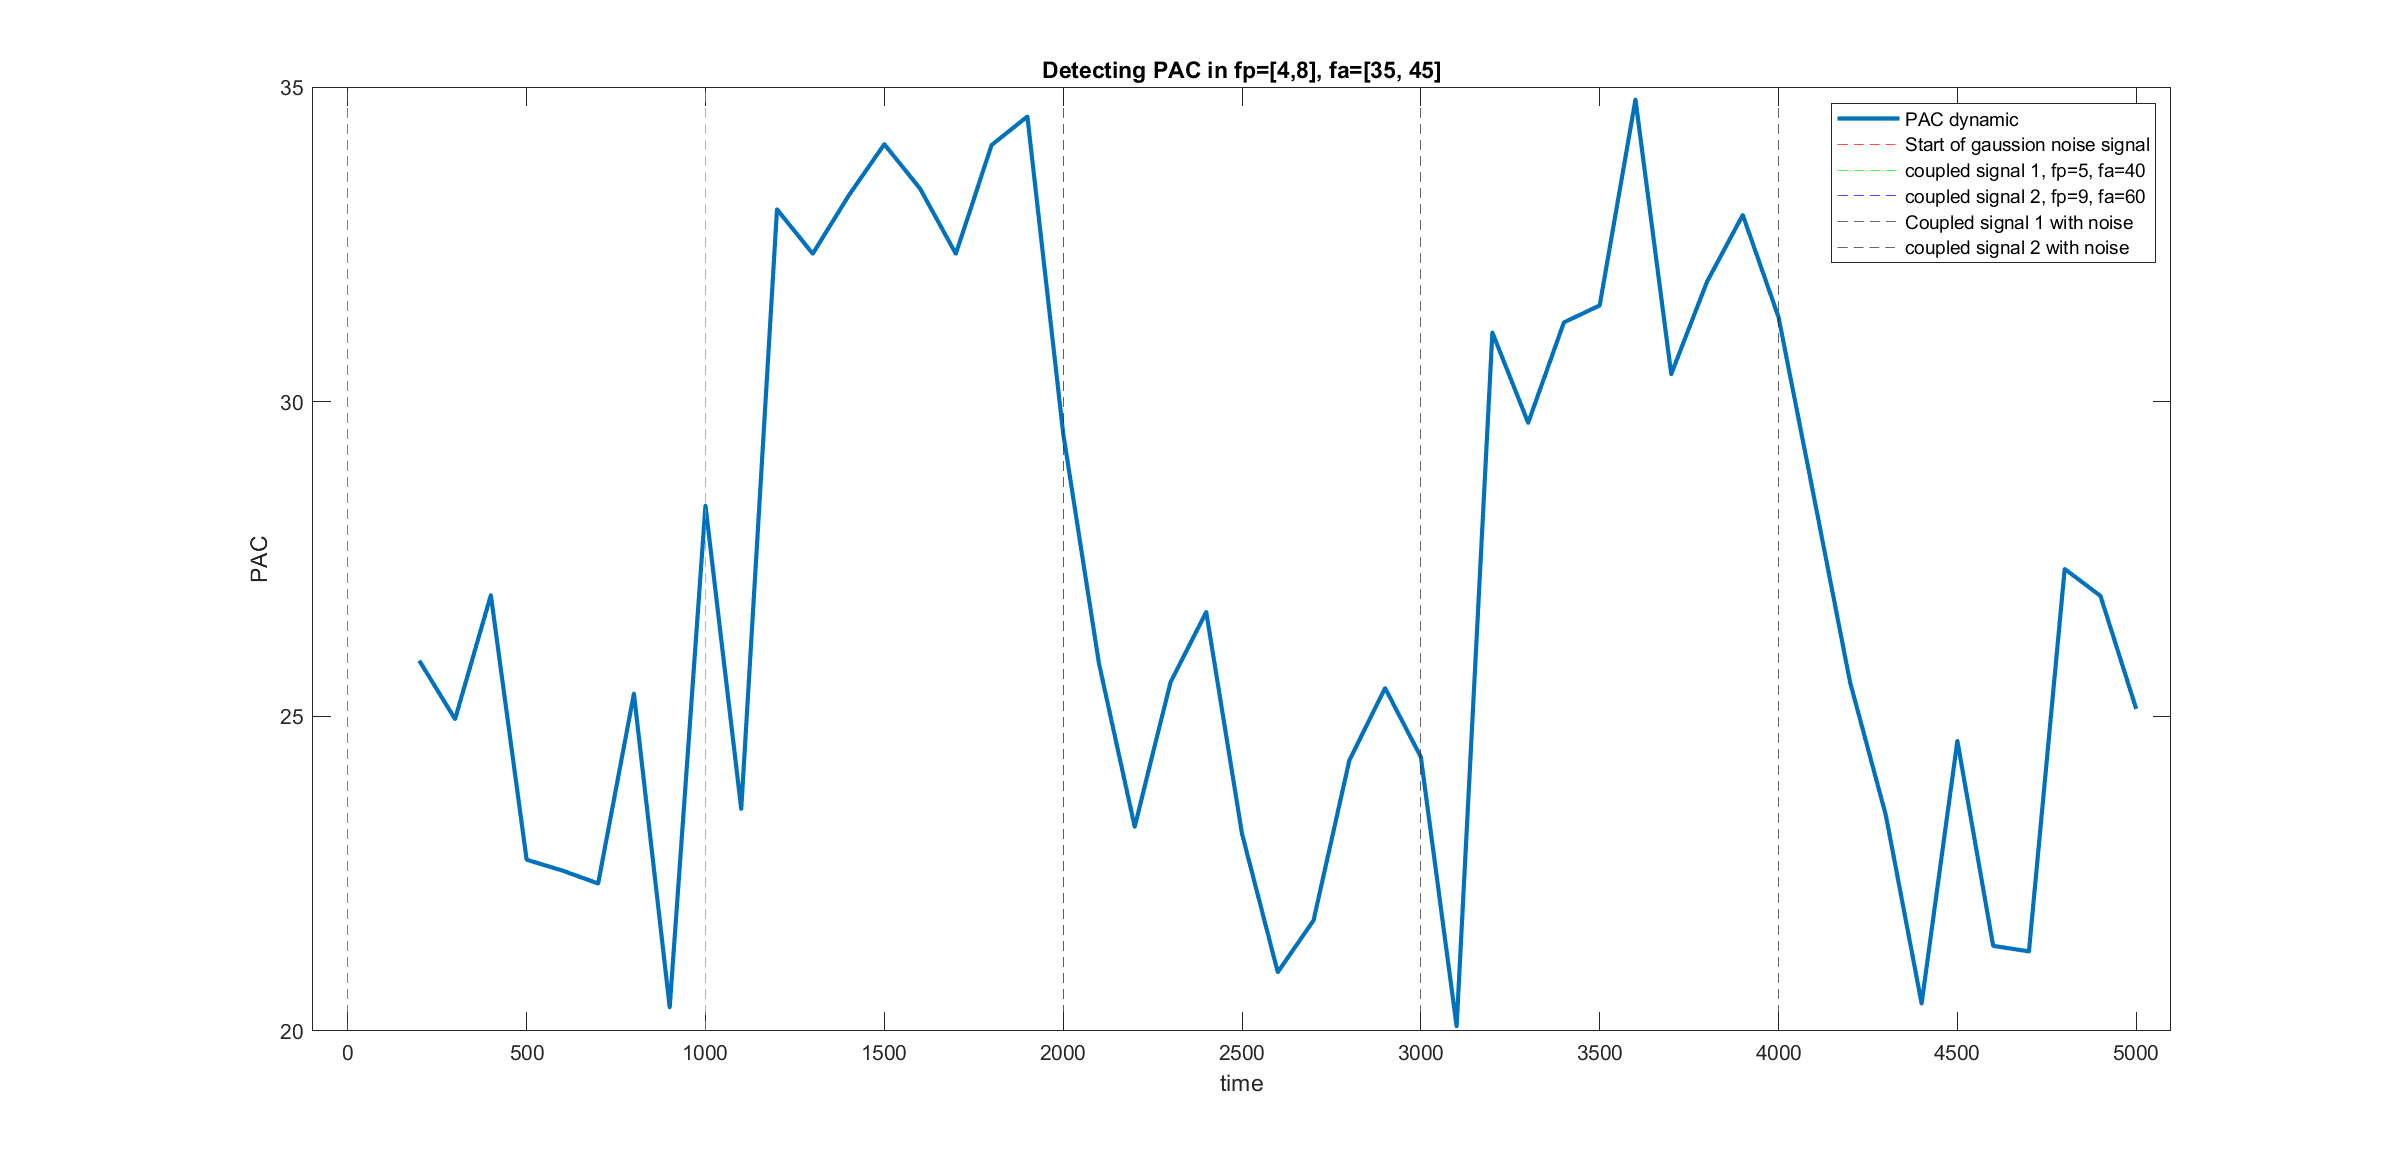 Detecting PAC in fp=[4,8], fa=[35, 45]
35
30
25
20
PAC
PAC dynamic
Start of gaussion noise signal
coupled signal 1, fp=5, fa=40
coupled signal 2, fp=9, fa=60
Coupled signal 1 with noise
coupled signal 2 with noise
0 500 1000 1500 2000 2500 3000 3500 4000 4500 5000
time